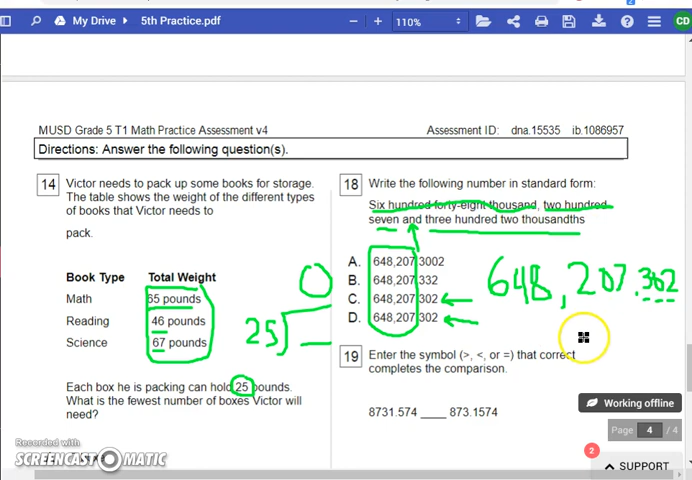 My Drive
5th Practice.pdf
110%
CD
2
MUSD Grade 5 T1 Math Practice Assessment v4
Assessment ID: dna.15535 ib.1086957
Directions: Answer the following question(s).
14 Victor needs to pack up some books for storage.
The table shows the weight of the different types
of books that Victor needs to
pack.
Book Type Total Weight
Math 65 pounds
Reading 46 pounds
Science 67 pounds
Each box he is packing can hold 25 pounds.
What is the fewest number of boxes Victor will
need?
25
18 Write the following number in standard form:
Six hundred forty-eight thousand, two hundred
seven and three hundred two thousandths
A. 648,207.3002
B. 648,207.332
C. 648,207.302
D. 648,207.302
648,207.302
19 Enter the symbol (>, <, or =) that correct
completes the comparison.
8731.574 ____ 873.1574
Working offline
Page 4 / 4
2
SUPPORT
Recorded with
SCREENCAST O MATIC